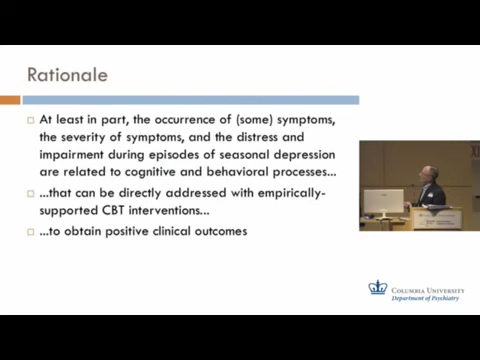 Rationale
At least in part, the occurrence of (some) symptoms,
the severity of symptoms, and the distress and
impairment during episodes of seasonal depression
are related to cognitive and behavioral processes...
...that can be directly addressed with empirically-
supported CBT interventions...
...to obtain positive clinical outcomes
COLUMBIA UNIVERSITY
Department of Psychiatry